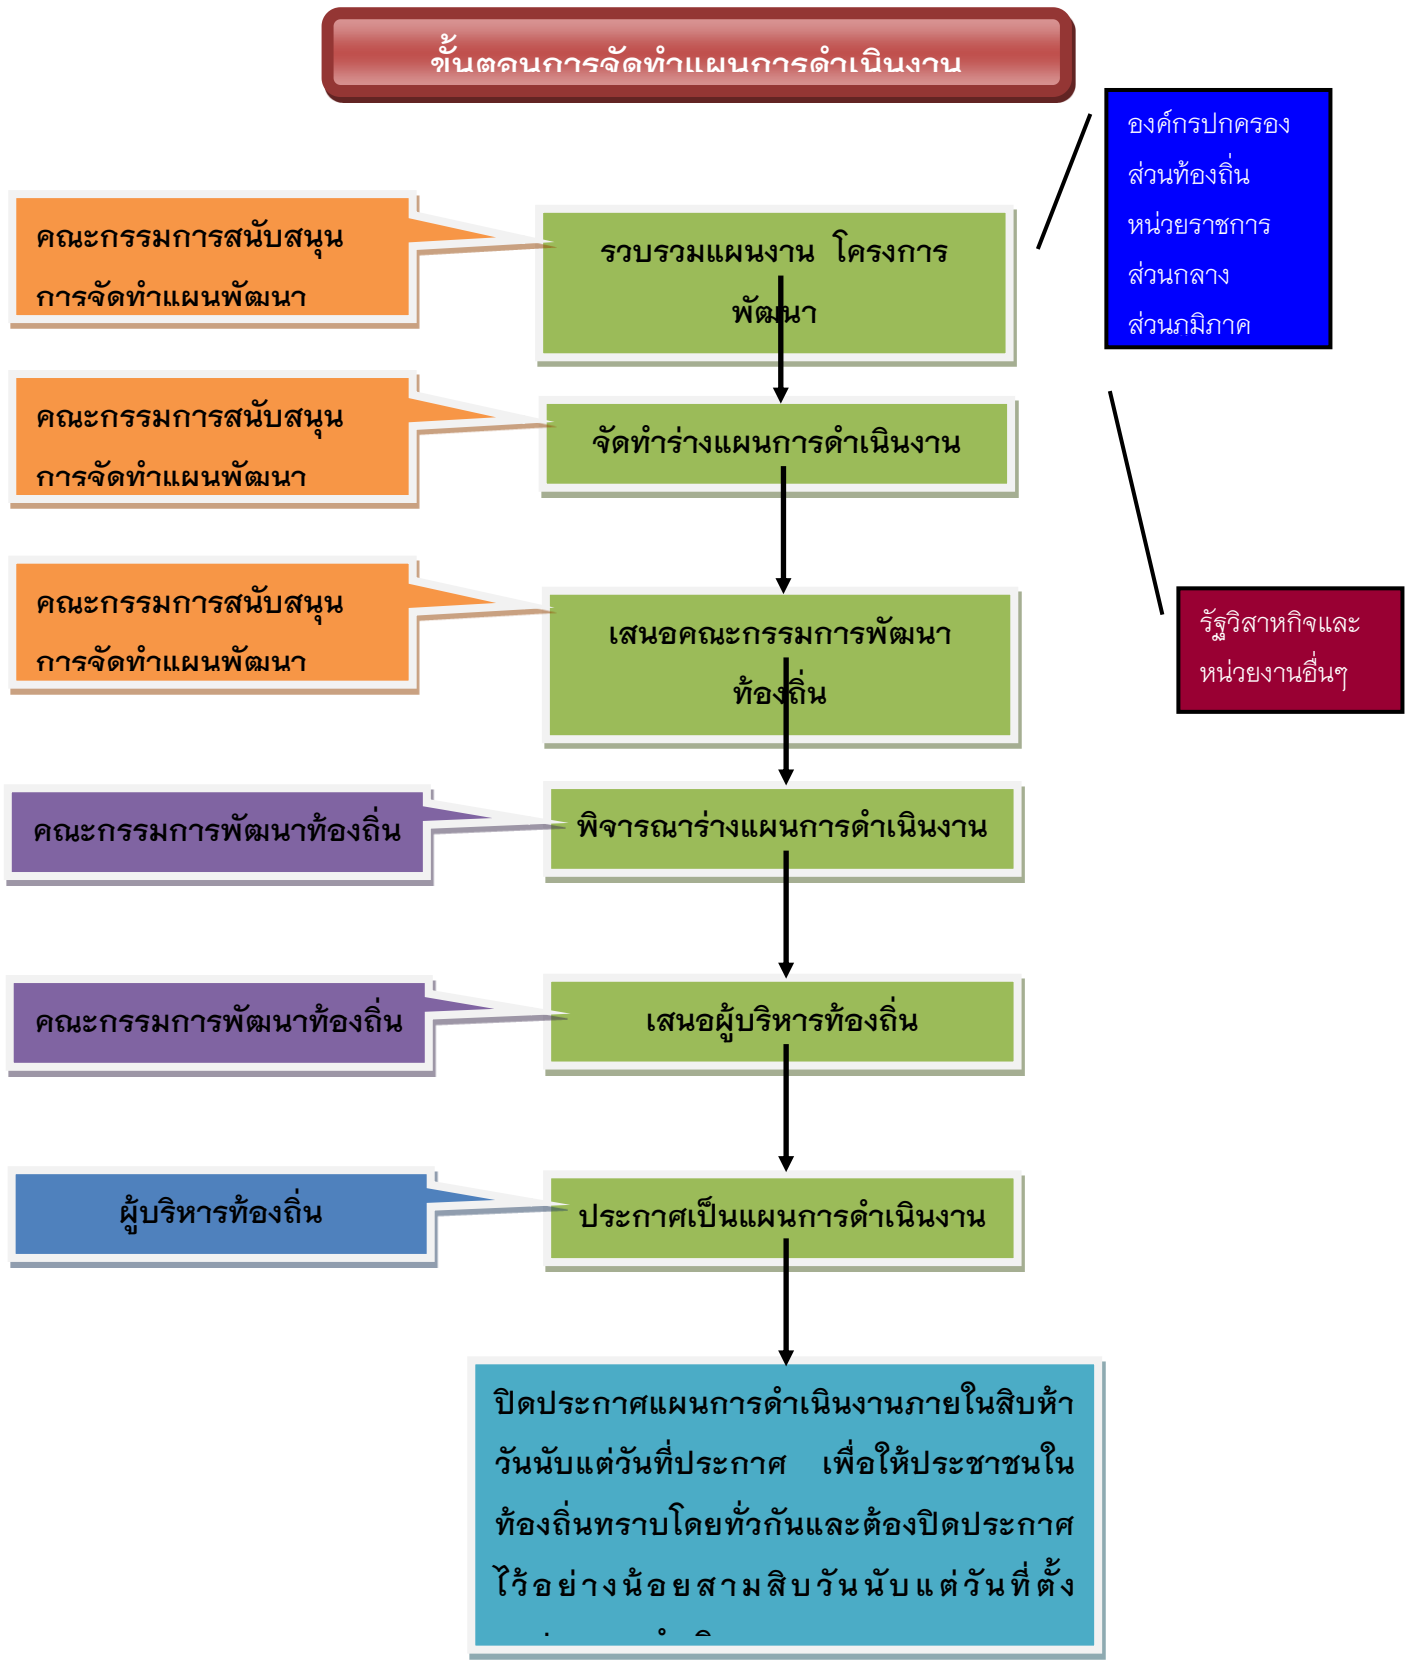 ขั้นตอนการจัดทำแผนการดำเนินงาน
องค์กรปกครอง
ส่วนท้องถิ่น
หน่วยราชการ
ส่วนกลาง
ส่วนภูมิภาค
คณะกรรมการสนับสนุน
การจัดทำแผนพัฒนา
รวบรวมแผนงาน โครงการ
พัฒนา
คณะกรรมการสนับสนุน
การจัดทำแผนพัฒนา
จัดทำร่างแผนการดำเนินงาน
คณะกรรมการสนับสนุน
การจัดทำแผนพัฒนา
เสนอคณะกรรมการพัฒนา
ท้องถิ่น
รัฐวิสาหกิจและ
หน่วยงานอื่นๆ
คณะกรรมการพัฒนาท้องถิ่น
พิจารณาร่างแผนการดำเนินงาน
คณะกรรมการพัฒนาท้องถิ่น
เสนอผู้บริหารท้องถิ่น
ผู้บริหารท้องถิ่น
ประกาศเป็นแผนการดำเนินงาน
ปิดประกาศแผนการดำเนินงานภายในสิบห้า
วันนับแต่วันที่ประกาศ เพื่อให้ประชาชนใน
ท้องถิ่นทราบโดยทั่วกันและต้องปิดประกาศ
ไว้อย่างน้อยสามสิบวันนับแต่วันที่ตั้ง